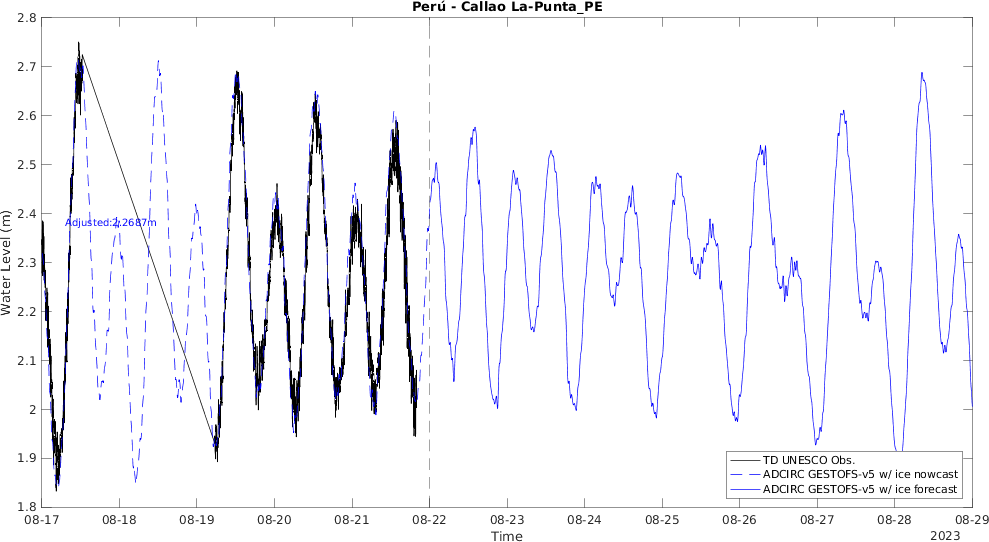 Perú - Callao La-Punta_PE
2.8
2.7
2.6
2.5
2.4
2.3
2.2
2.1
2
1.9
1.8
Water Level (m)
Adjusted:2.2687m
TD UNESCO Obs.
ADCIRC GESTOFS-v5 w/ ice nowcast
ADCIRC GESTOFS-v5 w/ ice forecast
08-17 08-18 08-19 08-20 08-21 08-22 08-23 08-24 08-25 08-26 08-27 08-28 08-29
Time
2023